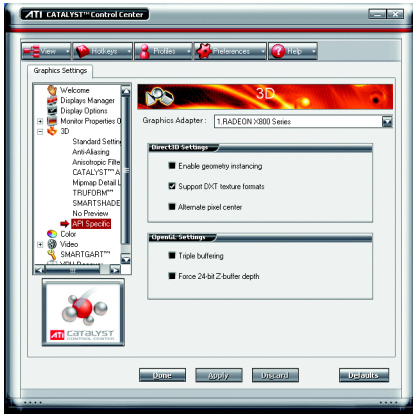 ATI CATALYST™ Control Center
View Hotkeys Profiles Preferences Help
Graphics Settings
Welcome
Displays Manager
Display Options
Monitor Properties 0
3D
Standard Setting
Anti-Aliasing
Anisotropic Filte
CATALYST™ A
Mipmap Detail L
TRUFORM™
SMARTSHADE
No Preview
API Specific
Color
Video
SMARTGART™
3D
Graphics Adapter : 1.RADEON X800 Series
Direct3D Settings
Enable geometry instancing
Support DXT texture formats
Alternate pixel center
OpenGL Settings
Triple buffering
Force 24-bit Z-buffer depth
ATI CATALYST
CONTROL CENTER
Done Apply Discard Defaults